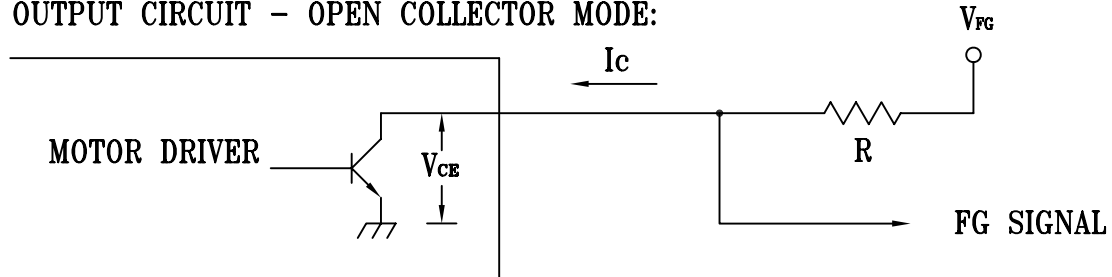 OUTPUT CIRCUIT - OPEN COLLECTOR MODE:
VFG
Ic
MOTOR DRIVER
VCE
R
FG SIGNAL